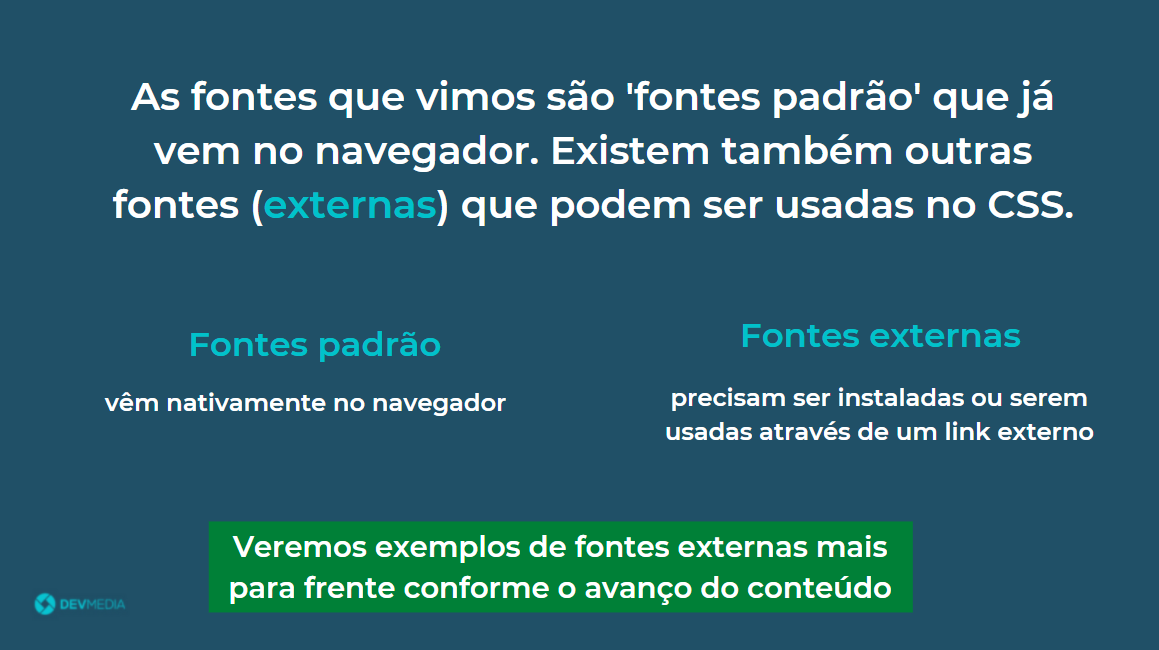 As fontes que vimos são 'fontes padrão' que já
vem no navegador. Existem também outras
fontes (externas) que podem ser usadas no CSS.
Fontes padrão
vêm nativamente no navegador
Fontes externas
precisam ser instaladas ou serem
usadas através de um link externo
Veremos exemplos de fontes externas mais
para frente conforme o avanço do conteúdo
DEVMEDIA